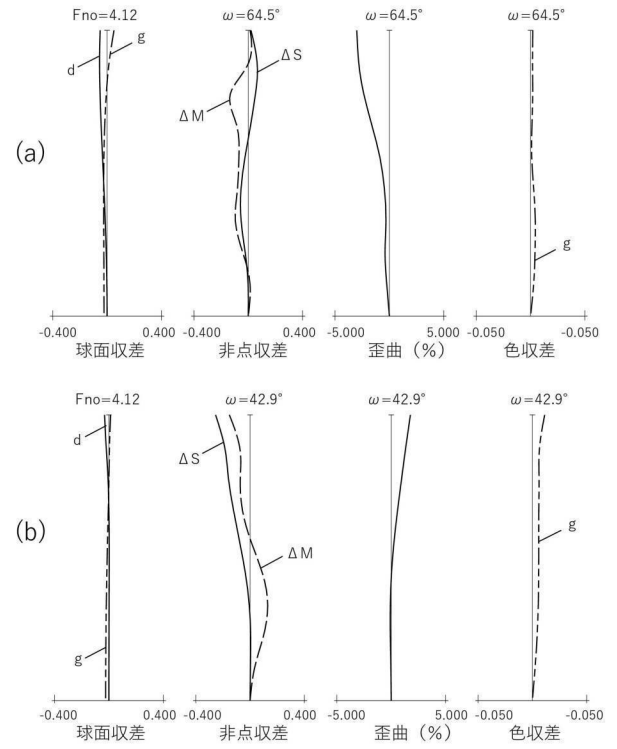 Fno=4.12 ω=64.5° ω=64.5° ω=64.5°
g
d
ΔS
ΔM
(a)
g
-0.400 0.400 -0.400 0.400 -5.000 5.000 -0.050 -0.050
球面収差 非点収差 歪曲（%） 色収差
Fno=4.12 ω=42.9° ω=42.9° ω=42.9°
d
ΔS
(b)
g
ΔM
g
-0.400 0.400 -0.400 0.400 -5.000 5.000 -0.050 -0.050
球面収差 非点収差 歪曲（%） 色収差